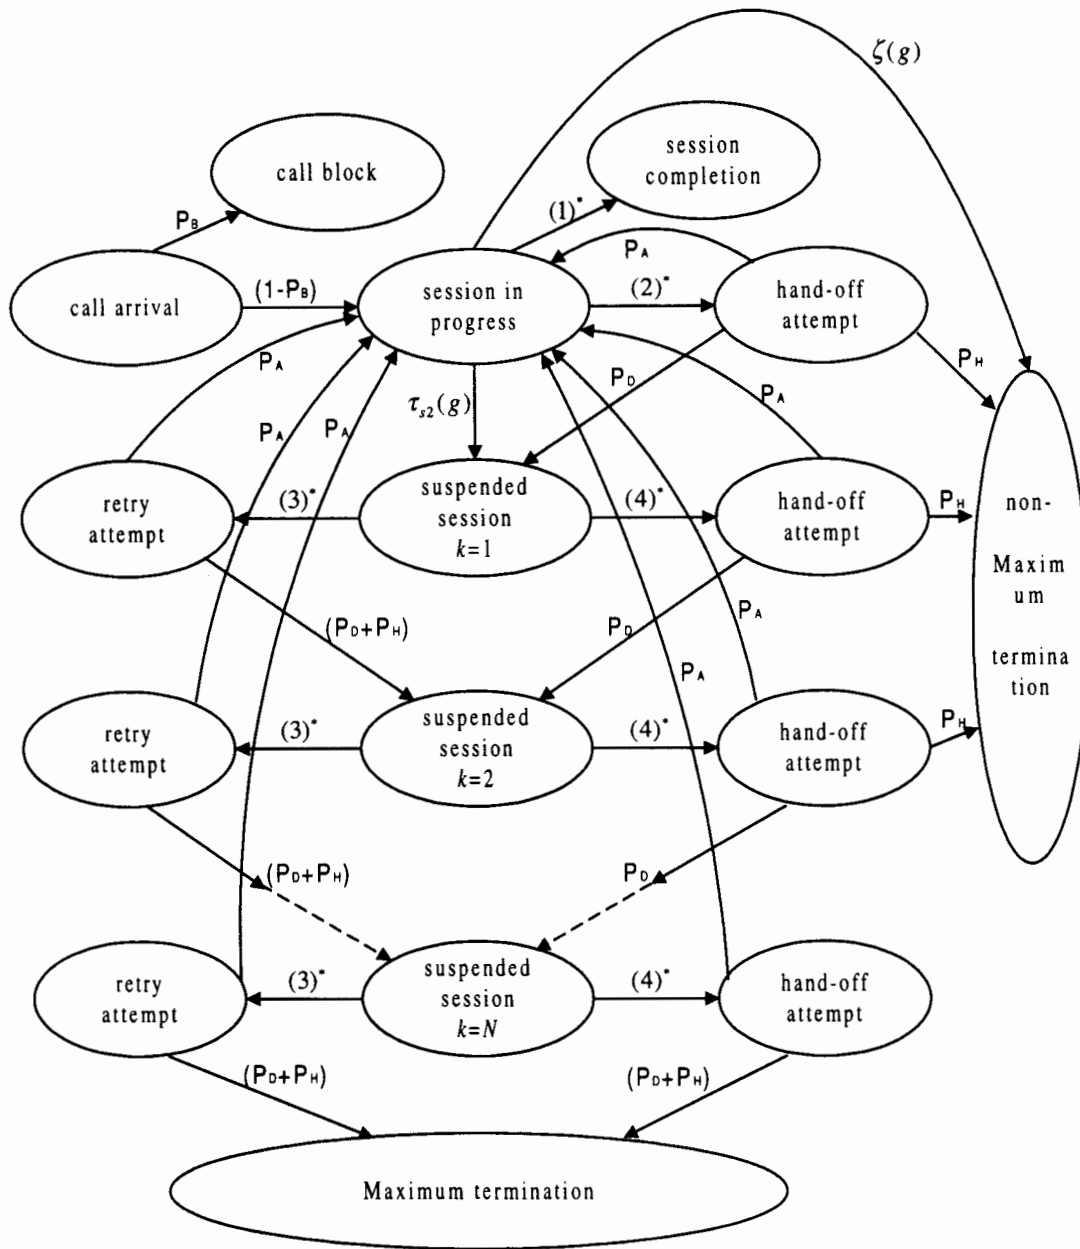 ζ(g)
call block
session
completion
P_B
(1)*
P_A
call arrival
(1-P_B)
session in
progress
(2)*
hand-off
attempt
P_A
P_D
P_H
τ_{s2}(g)
P_A
P_A
P_A
retry
attempt
(3)*
suspended
session
k=1
(4)*
hand-off
attempt
P_H
non-
Maxim
um
termina
tion
(P_D+P_H)
P_D
P_A
P_A
retry
attempt
(3)*
suspended
session
k=2
(4)*
hand-off
attempt
P_H
(P_D+P_H)
P_D
retry
attempt
(3)*
suspended
session
k=N
(4)*
hand-off
attempt
(P_D+P_H)
(P_D+P_H)
Maximum termination